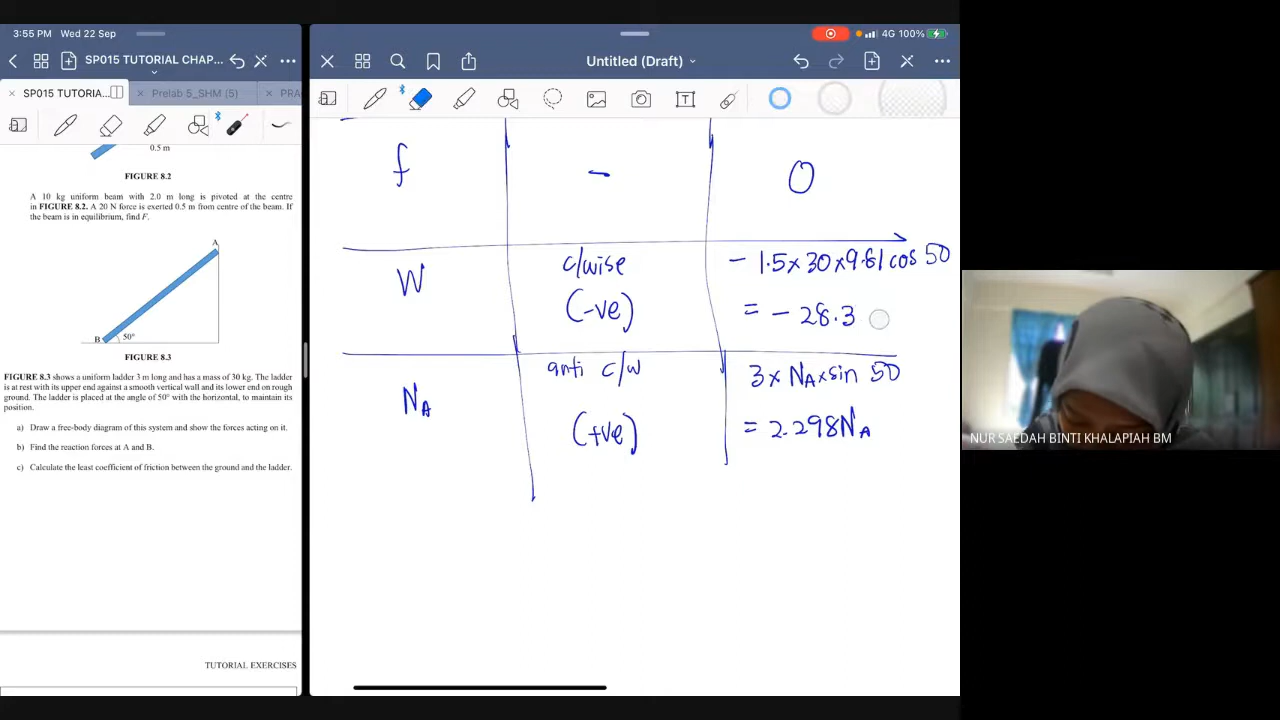 3:55 PM Wed 22 Sep
4G 100%
SP015 TUTORIAL CHAP...
Untitled (Draft)
SP015 TUTORIA...
Prelab 5_SHM (5)
PRA
0.5 m
FIGURE 8.2
A 10 kg uniform beam with 2.0 m long is pivoted at the centre
in FIGURE 8.2. A 20 N force is exerted 0.5 m from centre of the beam. If
the beam is in equilibrium, find F.
A
B
50°
FIGURE 8.3
FIGURE 8.3 shows a uniform ladder 3 m long and has a mass of 30 kg. The ladder
is at rest with its upper end against a smooth vertical wall and its lower end on rough
ground. The ladder is placed at the angle of 50° with the horizontal, to maintain its
position.
a) Draw a free-body diagram of this system and show the forces acting on it.
b) Find the reaction forces at A and B.
c) Calculate the least coefficient of friction between the ground and the ladder.
TUTORIAL EXERCISES
f
-
0
W
c/wise
(-ve)
- 1.5 x 30 x 9.81 cos 50
= - 28.3
N_A
anti c/w
(+ve)
3 x N_A x sin 50
= 2.298 N_A
NUR SAEDAH BINTI KHALAPIAH BM